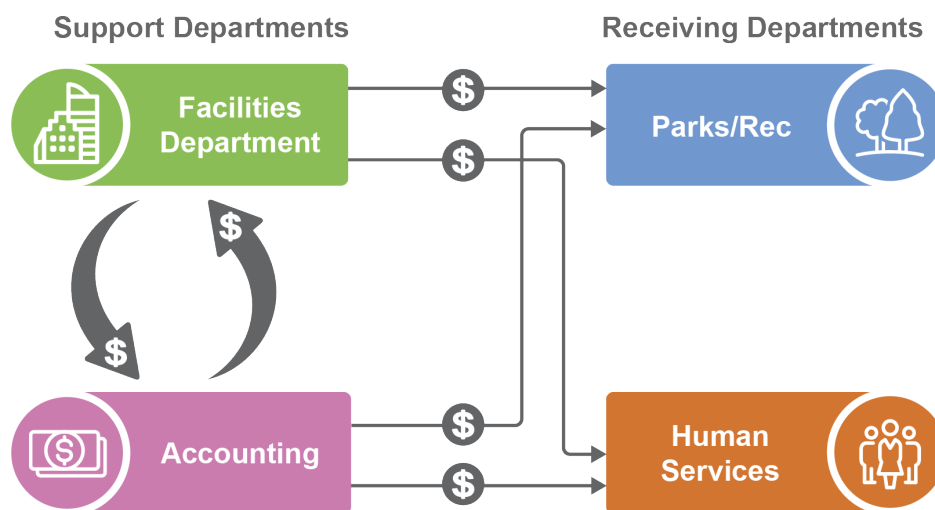 Support Departments
Receiving Departments
Facilities
Department
$
$
Parks/Rec
$
$
Accounting
$
$
$
Human
Services